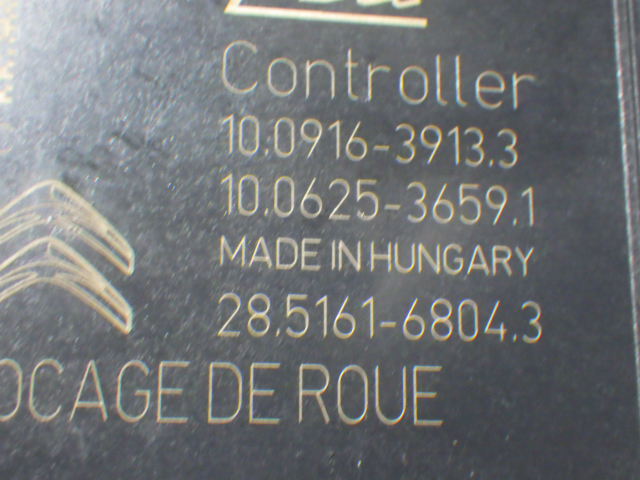 Controller
10.0916-3913.3
10.0625-3659.1
MADE IN HUNGARY
28.5161-6804.3
OCAGE DE ROUE